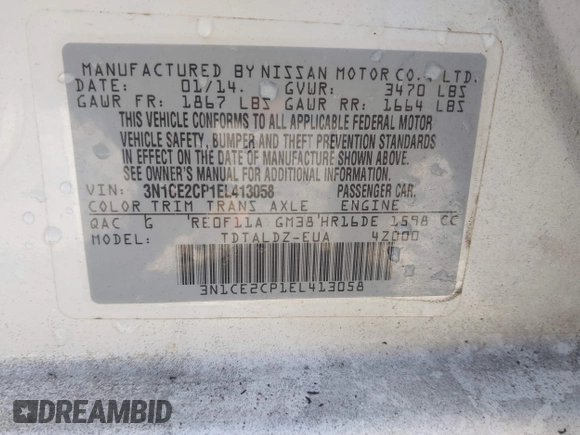 MANUFACTURED BY NISSAN MOTOR CO., LTD.
DATE: 01/14. GVWR: 3470 LBS
GAWR FR: 1867 LBS GAWR RR: 1664 LBS
THIS VEHICLE CONFORMS TO ALL APPLICABLE FEDERAL MOTOR
VEHICLE SAFETY, BUMPER AND THEFT PREVENTION STANDARDS
IN EFFECT ON THE DATE OF MANUFACTURE SHOWN ABOVE.
SEE OWNER'S MANUAL FOR ADDITIONAL INFORMATION
VIN: 3N1CE2CP1EL413058 PASSENGER CAR.
COLOR TRIM TRANS AXLE ENGINE
QAC G RE0F11A GM38 HR16DE 1598 CC
MODEL: TDTALDZ-EUA 4Z000
3N1CE2CP1EL413058
DREAMBID